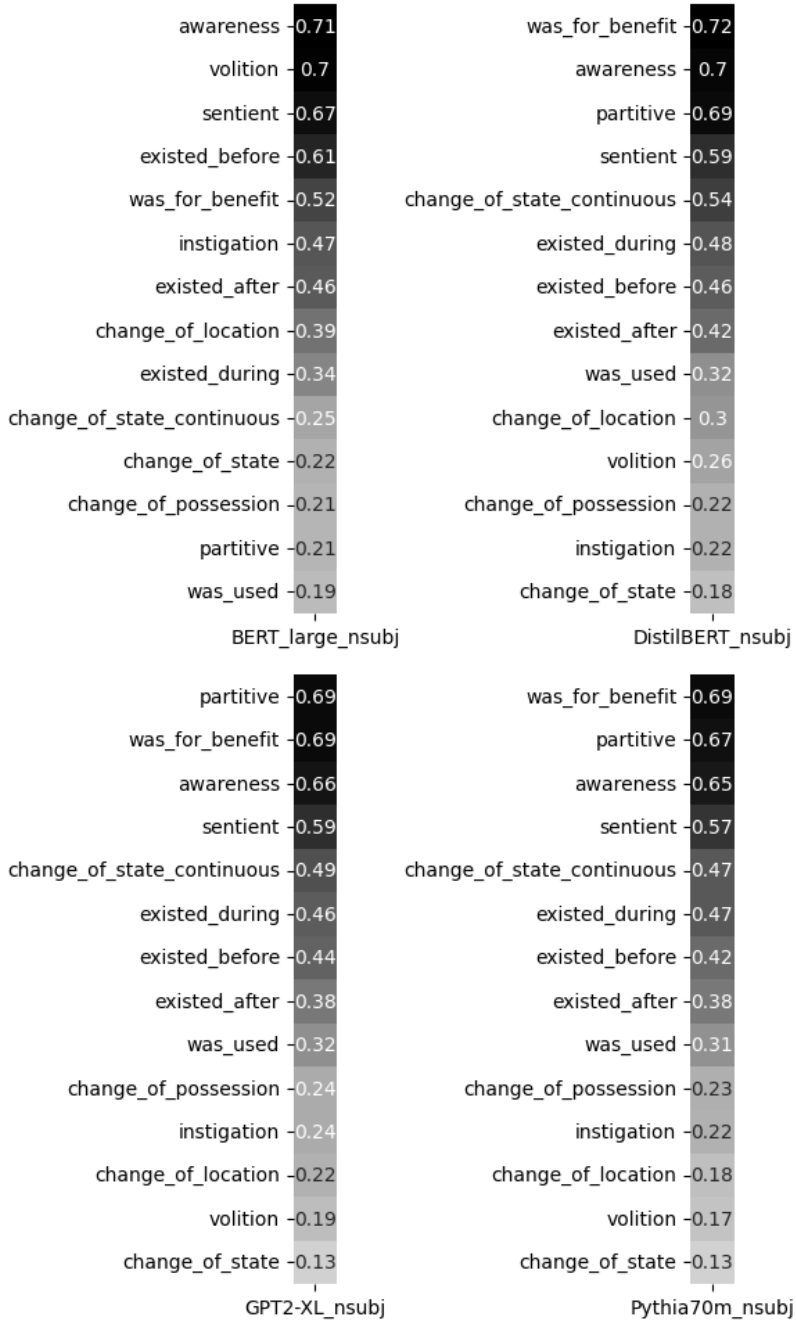 awareness 0.71
volition 0.7
sentient 0.67
existed_before 0.61
was_for_benefit 0.52
instigation 0.47
existed_after 0.46
change_of_location 0.39
existed_during 0.34
change_of_state_continuous 0.25
change_of_state 0.22
change_of_possession 0.21
partitive 0.21
was_used 0.19
BERT_large_nsubj
was_for_benefit 0.72
awareness 0.7
partitive 0.69
sentient 0.59
change_of_state_continuous 0.54
existed_during 0.48
existed_before 0.46
existed_after 0.42
was_used 0.32
change_of_location 0.3
volition 0.26
change_of_possession 0.22
instigation 0.22
change_of_state 0.18
DistilBERT_nsubj
partitive 0.69
was_for_benefit 0.69
awareness 0.66
sentient 0.59
change_of_state_continuous 0.49
existed_during 0.46
existed_before 0.44
existed_after 0.38
was_used 0.32
change_of_possession 0.24
instigation 0.24
change_of_location 0.22
volition 0.19
change_of_state 0.13
GPT2-XL_nsubj
was_for_benefit 0.69
partitive 0.67
awareness 0.65
sentient 0.57
change_of_state_continuous 0.47
existed_during 0.47
existed_before 0.42
existed_after 0.38
was_used 0.31
change_of_possession 0.23
instigation 0.22
change_of_location 0.18
volition 0.17
change_of_state 0.13
Pythia70m_nsubj